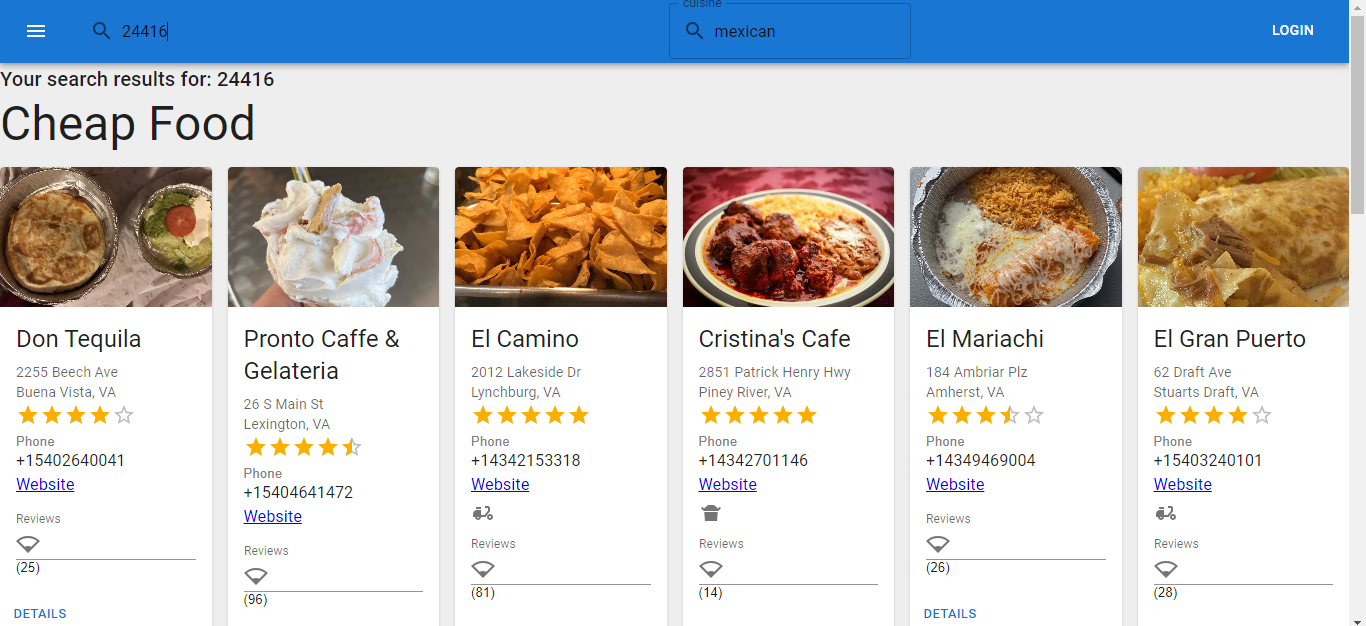 cuisine
24416
mexican
LOGIN
Your search results for: 24416
Cheap Food
Don Tequila
2255 Beech Ave
Buena Vista, VA
Phone
+15402640041
Website
Reviews
(25)
DETAILS
Pronto Caffe &
Gelateria
26 S Main St
Lexington, VA
Phone
+15404641472
Website
Reviews
(96)
El Camino
2012 Lakeside Dr
Lynchburg, VA
Phone
+14342153318
Website
Reviews
(81)
Cristina's Cafe
2851 Patrick Henry Hwy
Piney River, VA
Phone
+14342701146
Website
Reviews
(14)
El Mariachi
184 Ambriar Plz
Amherst, VA
Phone
+14349469004
Website
Reviews
(26)
DETAILS
El Gran Puerto
62 Draft Ave
Stuarts Draft, VA
Phone
+15403240101
Website
Reviews
(28)